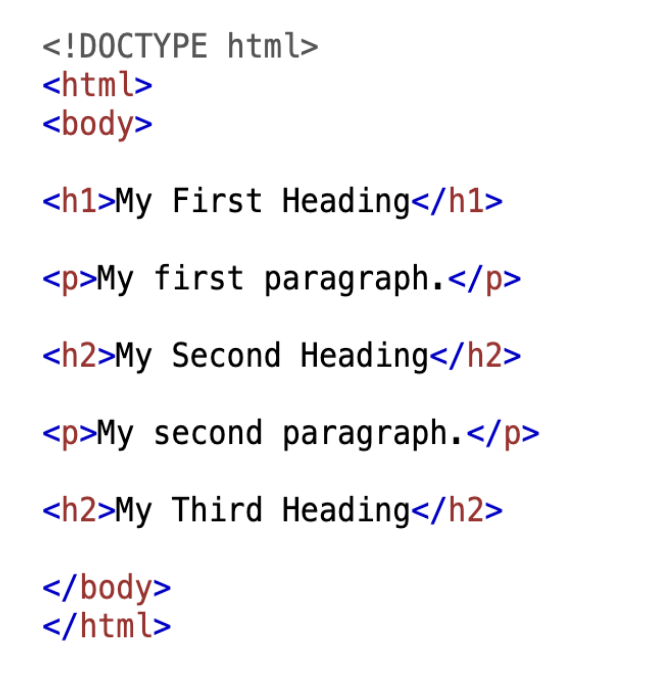 <!DOCTYPE html>
<html>
<body>
<h1>My First Heading</h1>
<p>My first paragraph.</p>
<h2>My Second Heading</h2>
<p>My second paragraph.</p>
<h2>My Third Heading</h2>
</body>
</html>